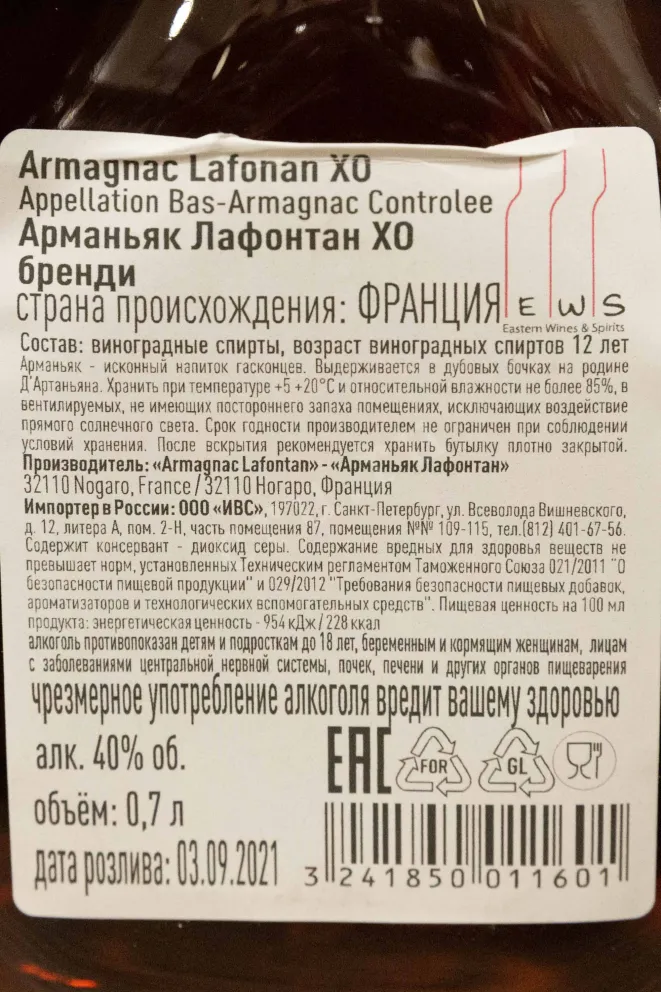 Armagnac Lafonan XO
Appellation Bas-Armagnac Controlee
Арманьяк Лафонтан ХО
бренди
страна происхождения: ФРАНЦИЯ
E W S
Eastern Wines & Spirits
Состав: виноградные спирты, возраст виноградных спиртов 12 лет
Арманьяк - исконный напиток гасконцев. Выдерживается в дубовых бочках на родине
Д'Артаньяна. Хранить при температуре +5 +20°С и относительной влажности не более 85%, в
вентилируемых, не имеющих постороннего запаха помещениях, исключающих воздействие
прямого солнечного света. Срок годности производителем не ограничен при соблюдении
условий хранения. После вскрытия рекомендуется хранить бутылку плотно закрытой.
Производитель: «Armagnac Lafontan» - «Арманьяк Лафонтан»
32110 Nogaro, France / 32110 Ногаро, Франция
Импортер в России: ООО «ИВС», 197022, г. Санкт-Петербург, ул. Всеволода Вишневского,
д. 12, литера А, пом. 2-Н, часть помещения 87, помещения №№ 109-115, тел.(812) 401-67-56.
Содержит консервант - диоксид серы. Содержание вредных для здоровья веществ не
превышает норм, установленных Техническим регламентом Таможенного Союза 021/2011 "О
безопасности пищевой продукции" и 029/2012 "Требования безопасности пищевых добавок,
ароматизаторов и технологических вспомогательных средств". Пищевая ценность на 100 мл
продукта: энергетическая ценность - 954 кДж / 228 ккал
алкоголь противопоказан детям и подросткам до 18 лет, беременным и кормящим женщинам, лицам
с заболеваниями центральной нервной системы, почек, печени и других органов пищеварения
чрезмерное употребление алкоголя вредит вашему здоровью
алк. 40% об.
EAC
FOR
GL
объём: 0,7 л
дата розлива: 03.09.2021
3 241850 011601